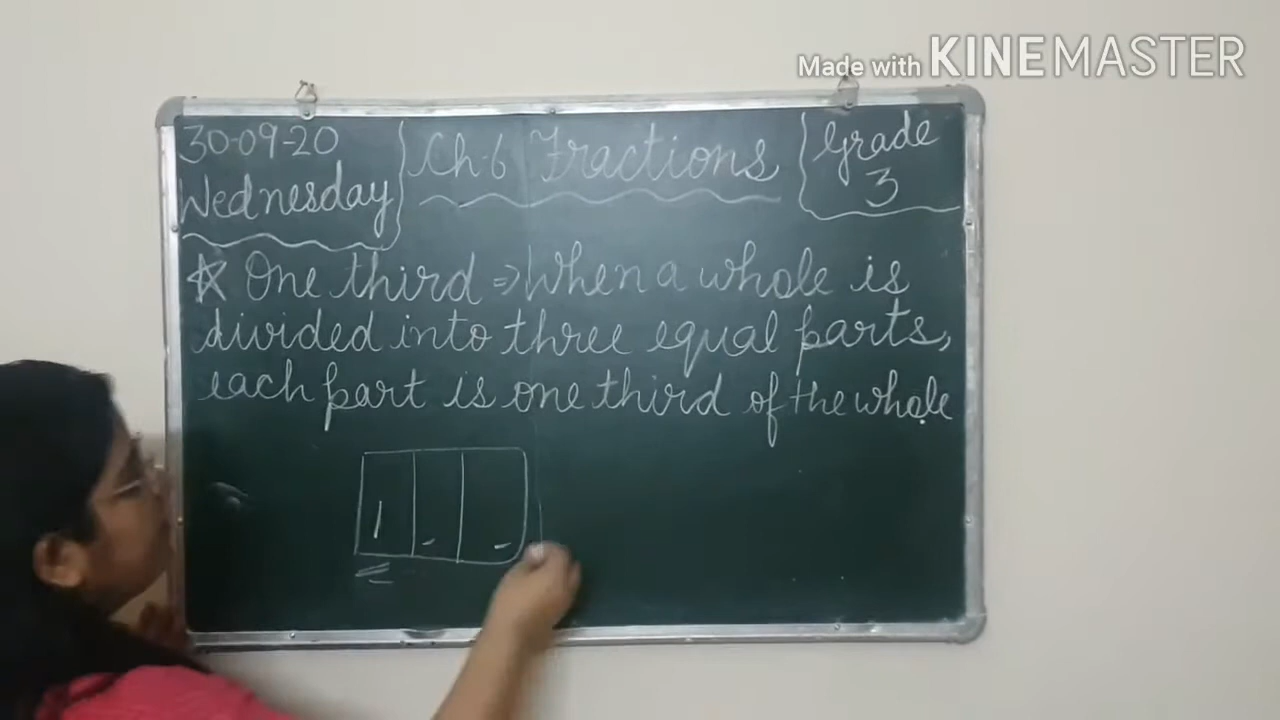 Made with KINEMASTER
30-09-20
Wednesday
Ch-6 Fractions
Grade
3
☆ One third ⇒ When a whole is
divided into three equal parts,
each part is one third of the whole.
1